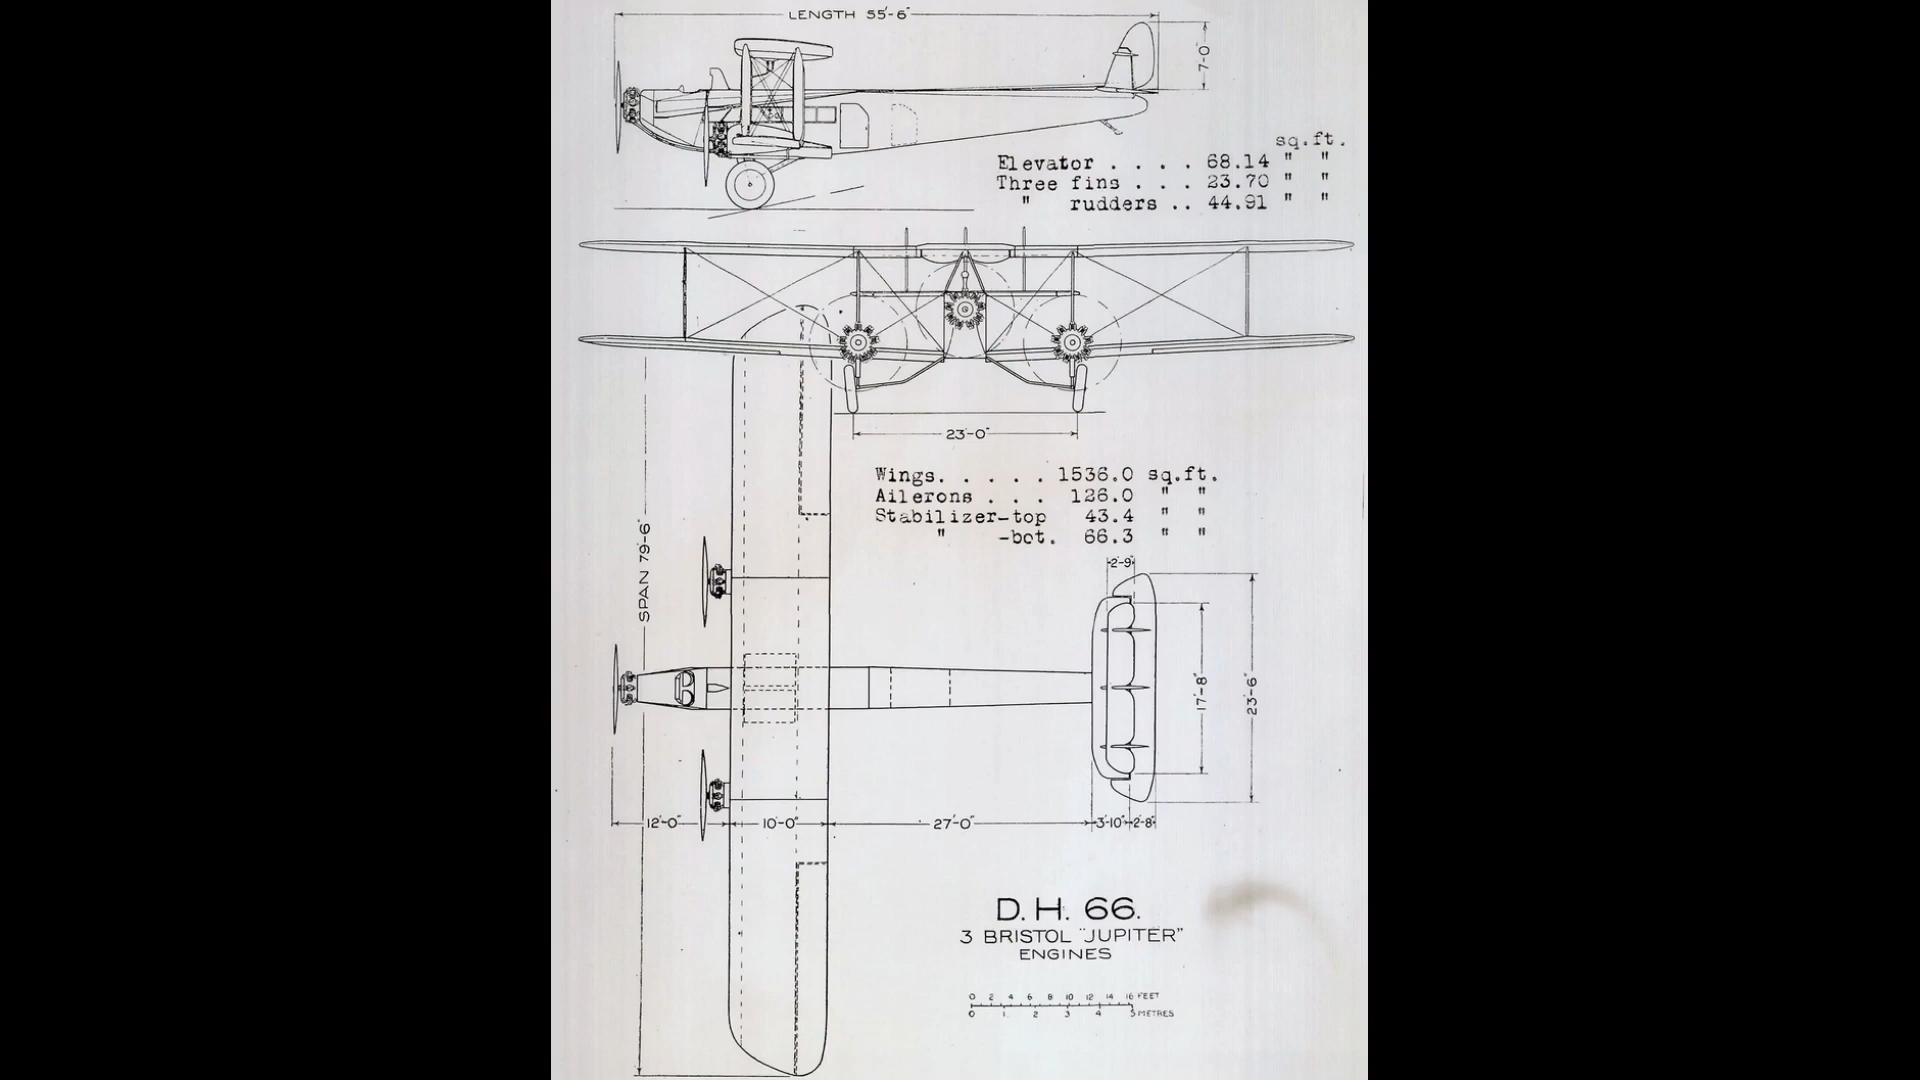 LENGTH 55'-6"
7'-0"
sq.ft.
Elevator . . . . 68.14 " "
Three fins . . . 23.70 " "
" rudders .. 44.91 " "
23'-0"
Wings. . . . . 1536.0 sq.ft.
Ailerons . . . 126.0 " "
Stabilizer-top 43.4 " "
" -bot. 66.3 " "
SPAN 79'-6"
2'-9"
17'-8"
23'-6"
12'-0" 10'-0" 27'-0" 3'-10" 2'-8"
D. H. 66.
3 BRISTOL "JUPITER"
ENGINES
0 2 4 6 8 10 12 14 16 FEET
0 1 2 3 4 5 METRES